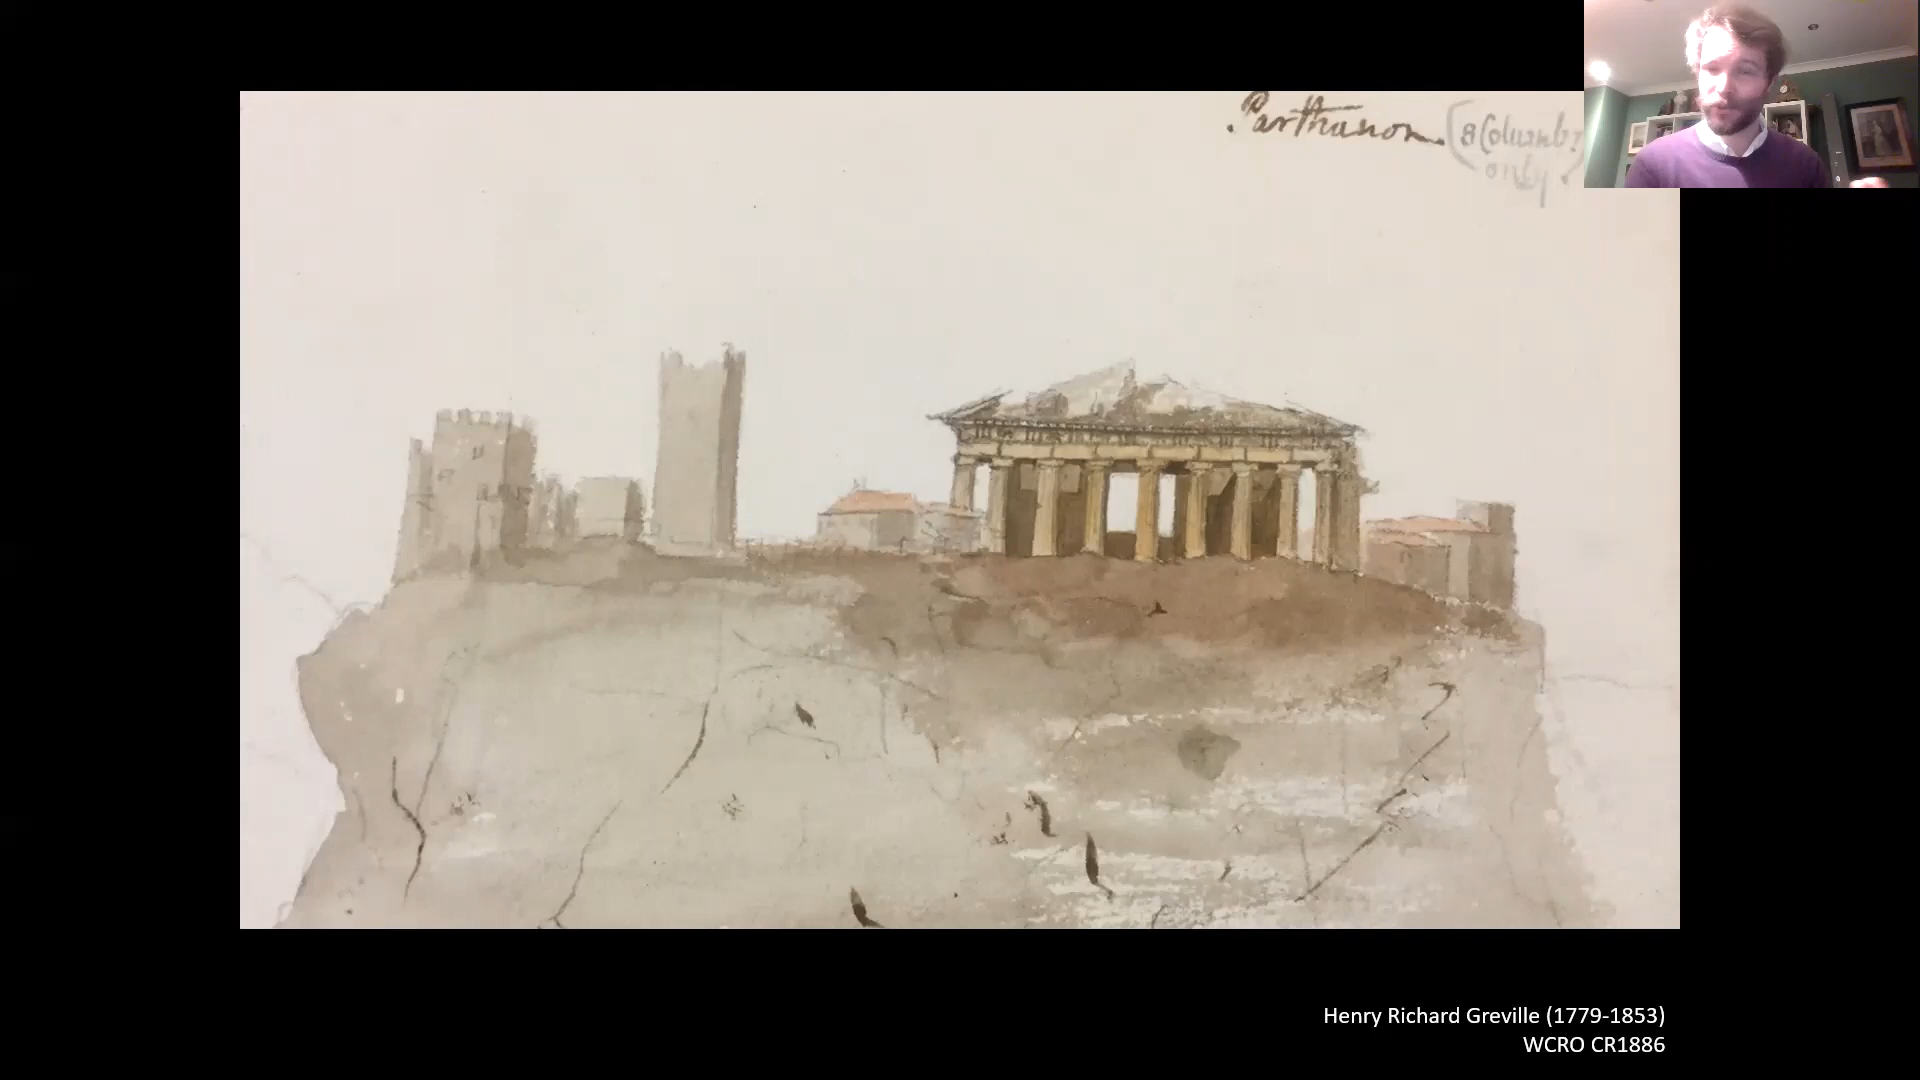 Parthenon. (8 Columns
only.
Henry Richard Greville (1779-1853)
WCRO CR1886